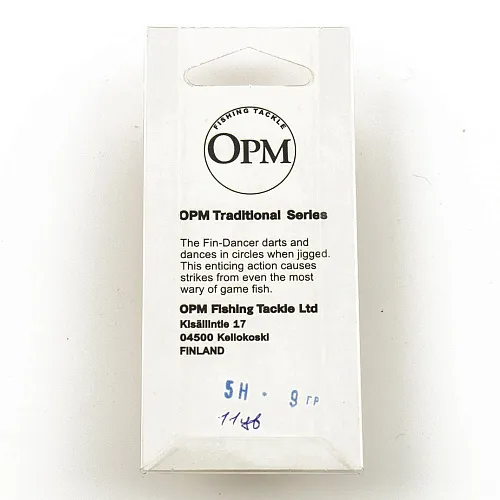 FISHING TACKLE
OPM
OPM Traditional Series
The Fin-Dancer darts and
dances in circles when jigged.
This enticing action causes
strikes from even the most
wary of game fish.
OPM Fishing Tackle Ltd
Kisällintie 17
04500 Kellokoski
FINLAND
5H - 9 гр